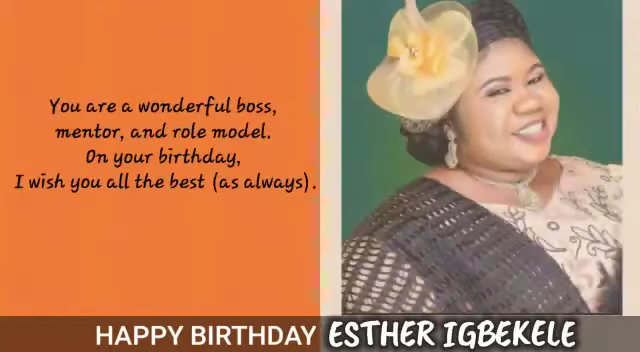 You are a wonderful boss,
mentor, and role model.
On your birthday,
I wish you all the best (as always).
HAPPY BIRTHDAY ESTHER IGBEKELE